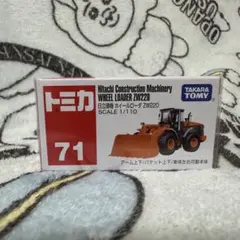 トミカ
71
Hitachi Construction Machinery
WHEEL LOADER ZW220
日立建機 ホイールローダ ZW220
SCALE 1/110
TAKARA
TOMY